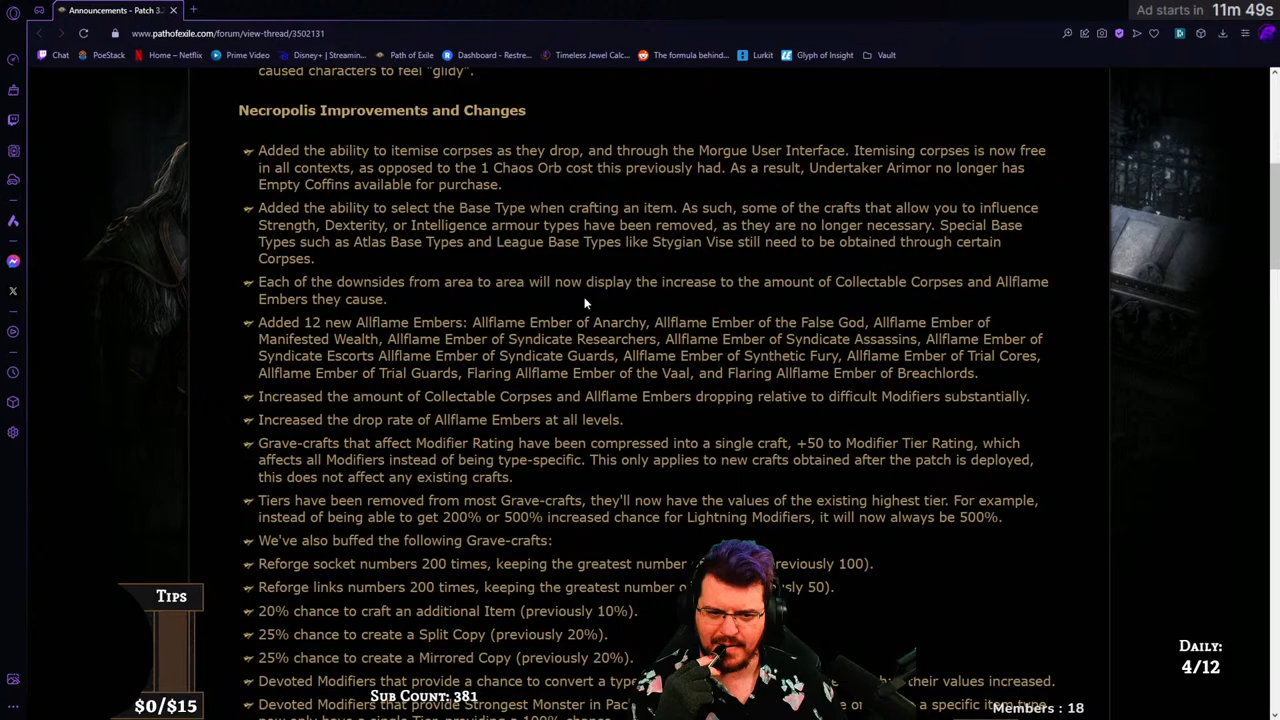 Announcements - Patch 3.2
Ad starts in 11m 49s
www.pathofexile.com/forum/view-thread/3502131
Chat PoeStack Home – Netflix Prime Video Disney+ | Streamin... Path of Exile Dashboard - Restre... Timeless Jewel Calc... The formula behind... Lurkit Glyph of Insight Vault
caused characters to feel "glidy".
Necropolis Improvements and Changes
Added the ability to itemise corpses as they drop, and through the Morgue User Interface. Itemising corpses is now free
in all contexts, as opposed to the 1 Chaos Orb cost this previously had. As a result, Undertaker Arimor no longer has
Empty Coffins available for purchase.
Added the ability to select the Base Type when crafting an item. As such, some of the crafts that allow you to influence
Strength, Dexterity, or Intelligence armour types have been removed, as they are no longer necessary. Special Base
Types such as Atlas Base Types and League Base Types like Stygian Vise still need to be obtained through certain
Corpses.
Each of the downsides from area to area will now display the increase to the amount of Collectable Corpses and Allflame
Embers they cause.
Added 12 new Allflame Embers: Allflame Ember of Anarchy, Allflame Ember of the False God, Allflame Ember of
Manifested Wealth, Allflame Ember of Syndicate Researchers, Allflame Ember of Syndicate Assassins, Allflame Ember of
Syndicate Escorts Allflame Ember of Syndicate Guards, Allflame Ember of Synthetic Fury, Allflame Ember of Trial Cores,
Allflame Ember of Trial Guards, Flaring Allflame Ember of the Vaal, and Flaring Allflame Ember of Breachlords.
Increased the amount of Collectable Corpses and Allflame Embers dropping relative to difficult Modifiers substantially.
Increased the drop rate of Allflame Embers at all levels.
Grave-crafts that affect Modifier Rating have been compressed into a single craft, +50 to Modifier Tier Rating, which
affects all Modifiers instead of being type-specific. This only applies to new crafts obtained after the patch is deployed,
this does not affect any existing crafts.
Tiers have been removed from most Grave-crafts, they'll now have the values of the existing highest tier. For example,
instead of being able to get 200% or 500% increased chance for Lightning Modifiers, it will now always be 500%.
We've also buffed the following Grave-crafts:
Reforge socket numbers 200 times, keeping the greatest number reviously 100).
Reforge links numbers 200 times, keeping the greatest number sly 50).
20% chance to craft an additional Item (previously 10%).
25% chance to create a Split Copy (previously 20%).
25% chance to create a Mirrored Copy (previously 20%).
Devoted Modifiers that provide a chance to convert a type their values increased.
Devoted Modifiers that provide Strongest Monster in Pac a specific
Tips
$0/$15
Sub Count: 381
Daily:
4/12
Members : 18